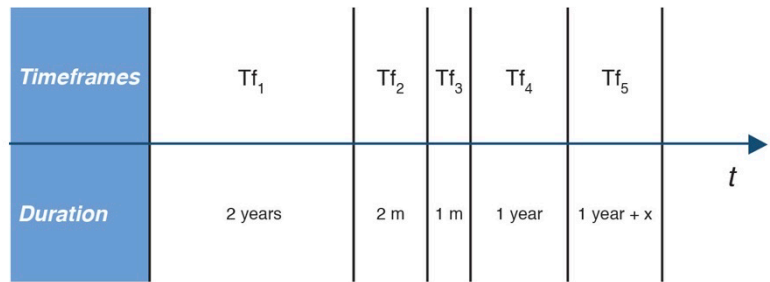 Timeframes Tf₁ Tf₂ Tf₃ Tf₄ Tf₅
t
Duration 2 years 2 m 1 m 1 year 1 year + x